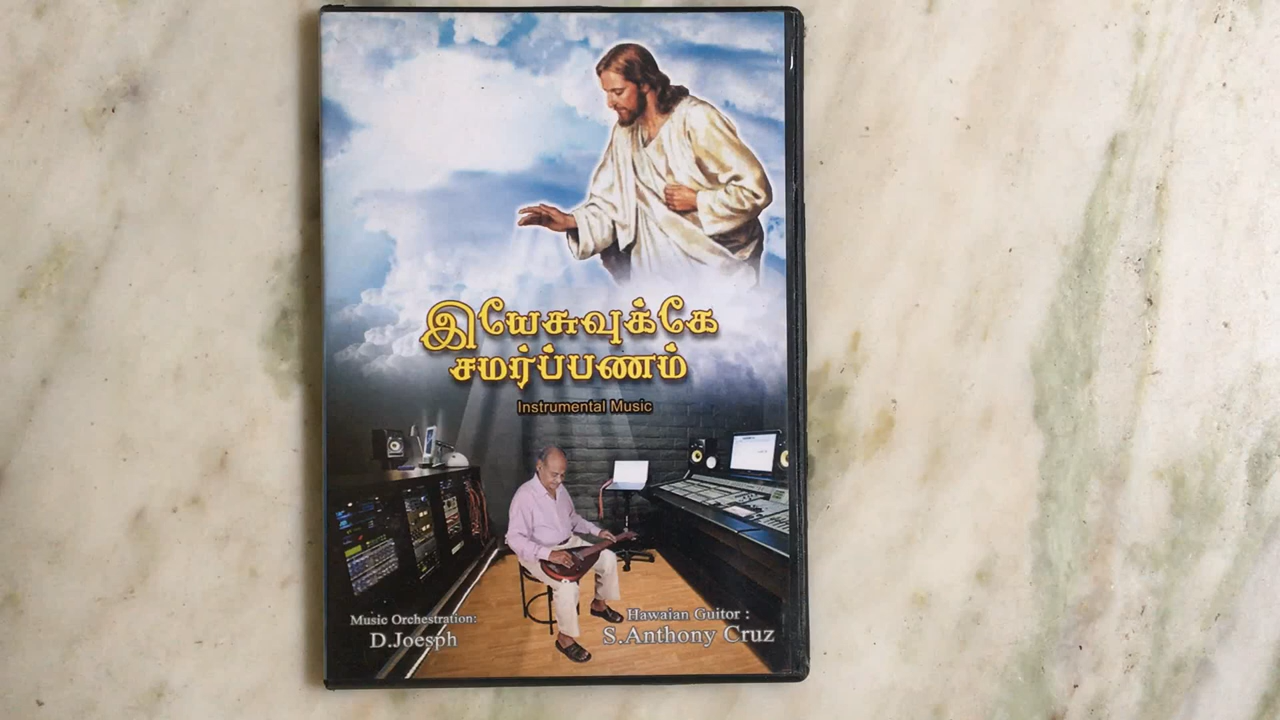 இயேசுவுக்கே
சமர்ப்பணம்
Instrumental Music
Music Orchestration:
D.Joesph
Hawaian Guitor :
S.Anthony Cruz